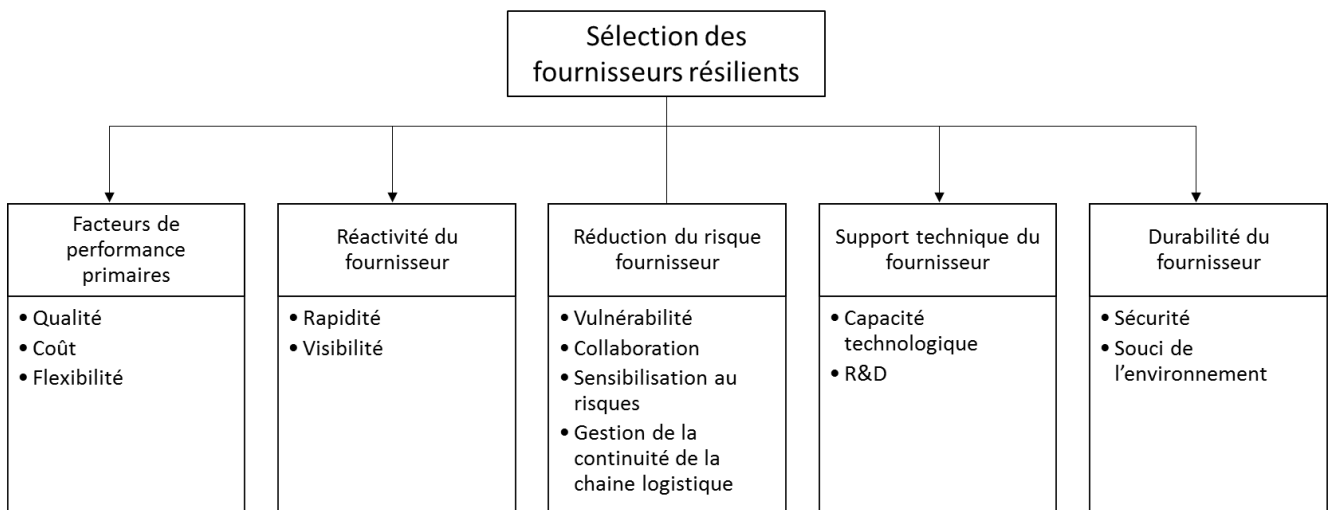 Sélection des
fournisseurs résilients
Facteurs de
performance
primaires
• Qualité
• Coût
• Flexibilité
Réactivité du
fournisseur
• Rapidité
• Visibilité
Réduction du risque
fournisseur
• Vulnérabilité
• Collaboration
• Sensibilisation au
risques
• Gestion de la
continuité de la
chaine logistique
Support technique du
fournisseur
• Capacité
technologique
• R&D
Durabilité du
fournisseur
• Sécurité
• Souci de
l’environnement